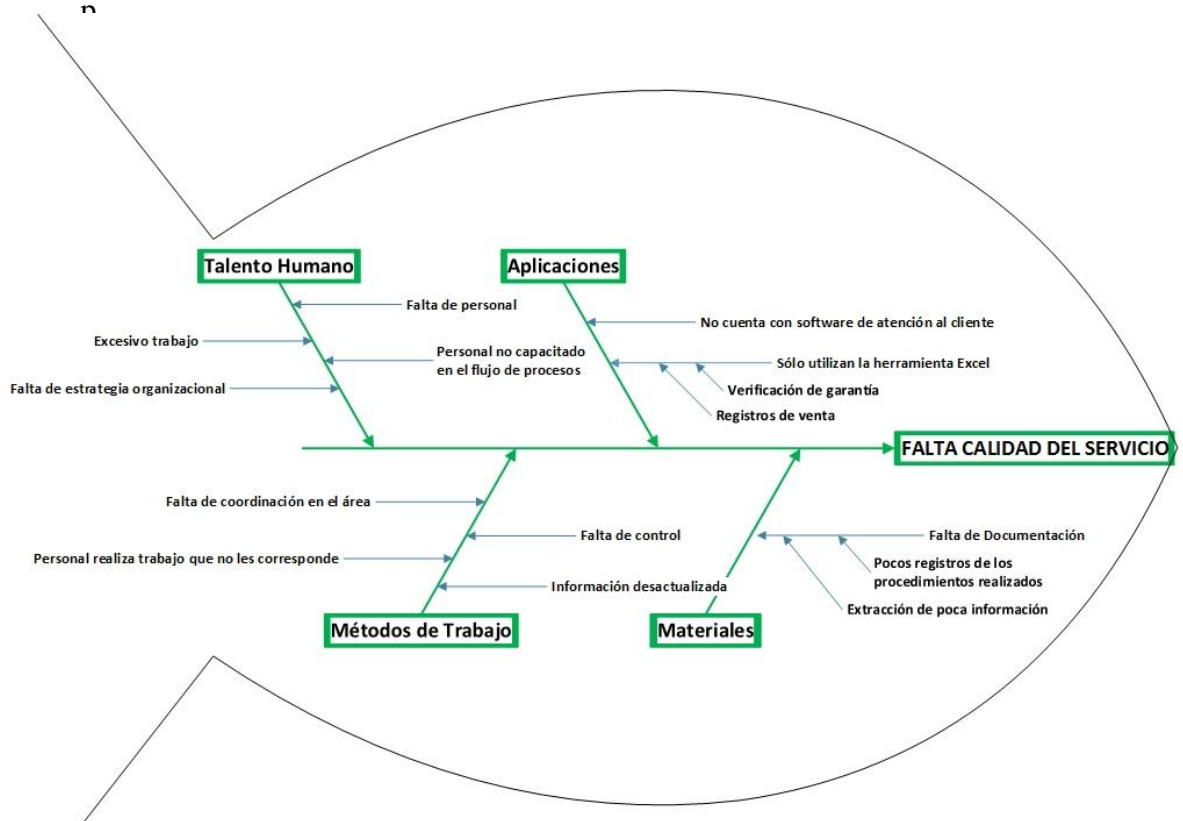 p
Talento Humano
Aplicaciones
Falta de personal
No cuenta con software de atención al cliente
Excesivo trabajo
Personal no capacitado
en el flujo de procesos
Sólo utilizan la herramienta Excel
Falta de estrategia organizacional
Verificación de garantía
Registros de venta
FALTA CALIDAD DEL SERVICIO
Falta de coordinación en el área
Falta de control
Falta de Documentación
Personal realiza trabajo que no les corresponde
Pocos registros de los
procedimientos realizados
Información desactualizada
Extracción de poca información
Métodos de Trabajo
Materiales